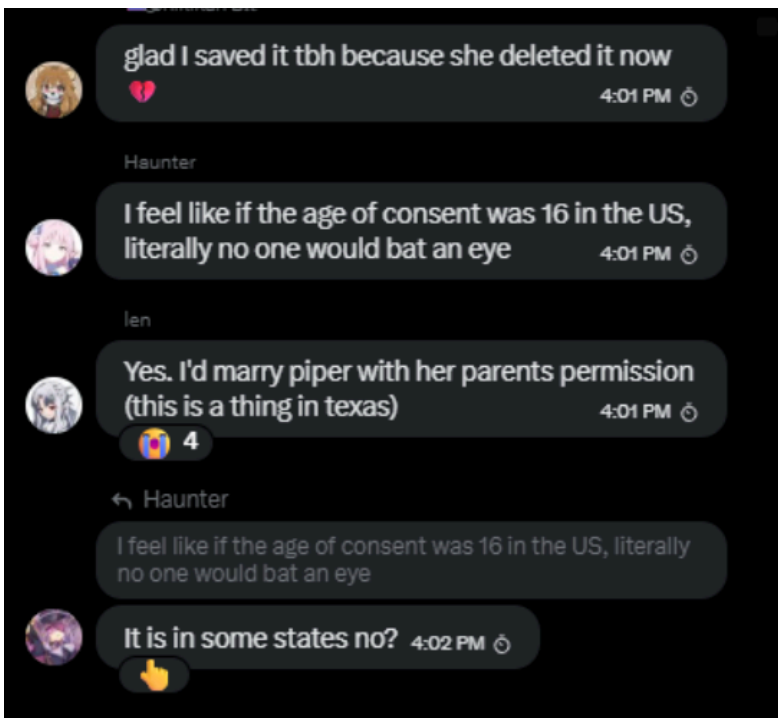 glad I saved it tbh because she deleted it now
💔
4:01 PM
Haunter
I feel like if the age of consent was 16 in the US,
literally no one would bat an eye
4:01 PM
len
Yes. I'd marry piper with her parents permission
(this is a thing in texas)
4:01 PM
😭 4
Haunter
I feel like if the age of consent was 16 in the US, literally
no one would bat an eye
It is in some states no? 4:02 PM
👆